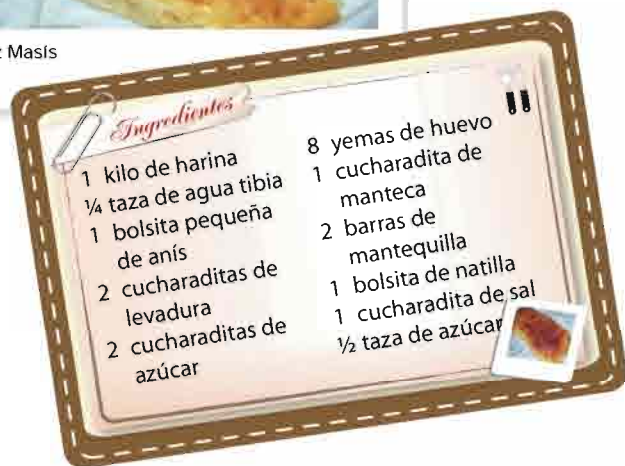 z Masís
Ingredientes
1 kilo de harina
¼ taza de agua tibia
1 bolsita pequeña
de anís
2 cucharaditas de
levadura
2 cucharaditas de
azúcar
8 yemas de huevo
1 cucharadita de
manteca
2 barras de
mantequilla
1 bolsita de natilla
1 cucharadita de sal
½ taza de azúcar